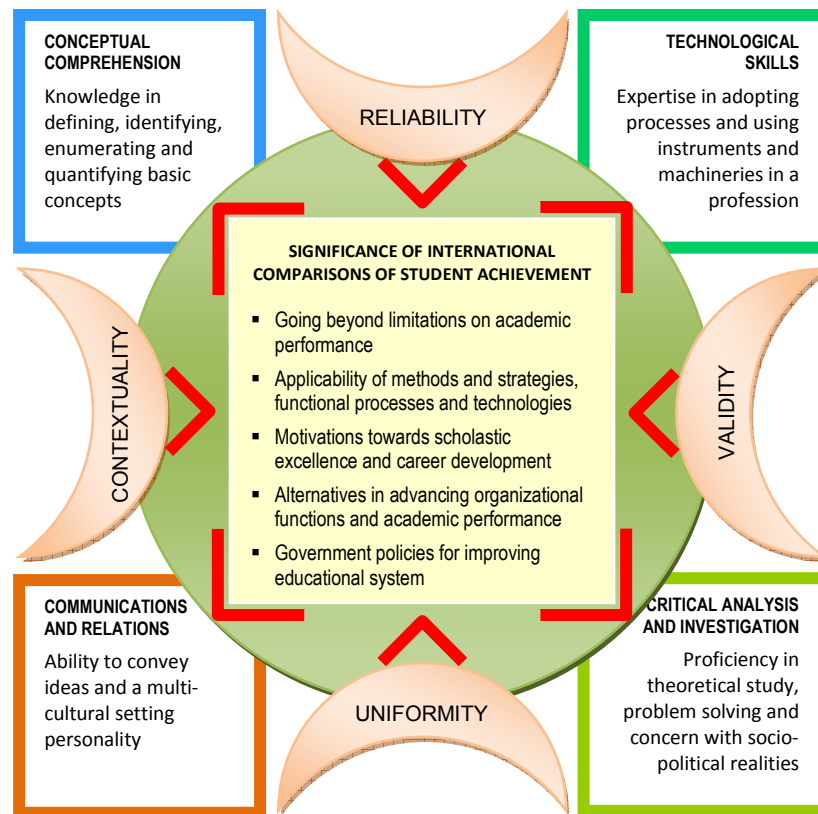 CONCEPTUAL
COMPREHENSION
Knowledge in
defining, identifying,
enumerating and
quantifying basic
concepts
RELIABILITY
TECHNOLOGICAL
SKILLS
Expertise in adopting
processes and using
instruments and
machineries in a
profession
CONTEXTUALITY
SIGNIFICANCE OF INTERNATIONAL
COMPARISONS OF STUDENT ACHIEVEMENT
▪ Going beyond limitations on academic
performance
▪ Applicability of methods and strategies,
functional processes and technologies
▪ Motivations towards scholastic
excellence and career development
▪ Alternatives in advancing organizational
functions and academic performance
▪ Government policies for improving
educational system
VALIDITY
COMMUNICATIONS
AND RELATIONS
Ability to convey
ideas and a multi-
cultural setting
personality
UNIFORMITY
CRITICAL ANALYSIS
AND INVESTIGATION
Proficiency in
theoretical study,
problem solving and
concern with socio-
political realities